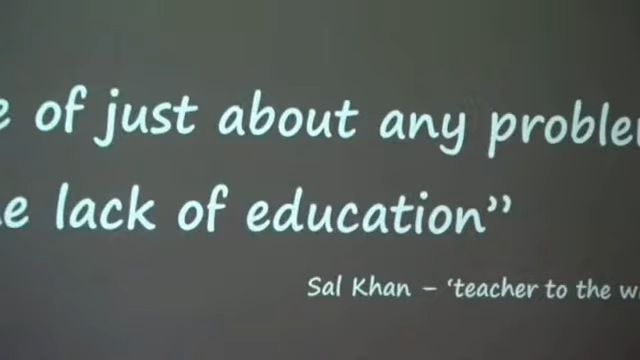 of just about any
lack of education”
Sal Khan – ‘teacher to the